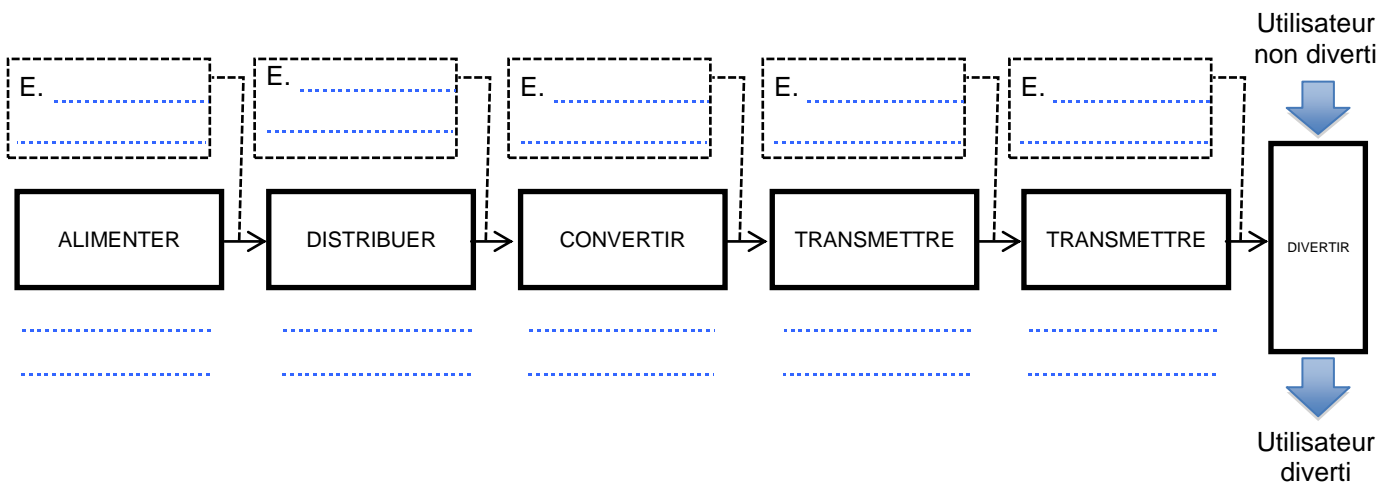 Utilisateur
non diverti
E.
E.
E.
E.
E.
ALIMENTER
DISTRIBUER
CONVERTIR
TRANSMETTRE
TRANSMETTRE
DIVERTIR
Utilisateur
diverti